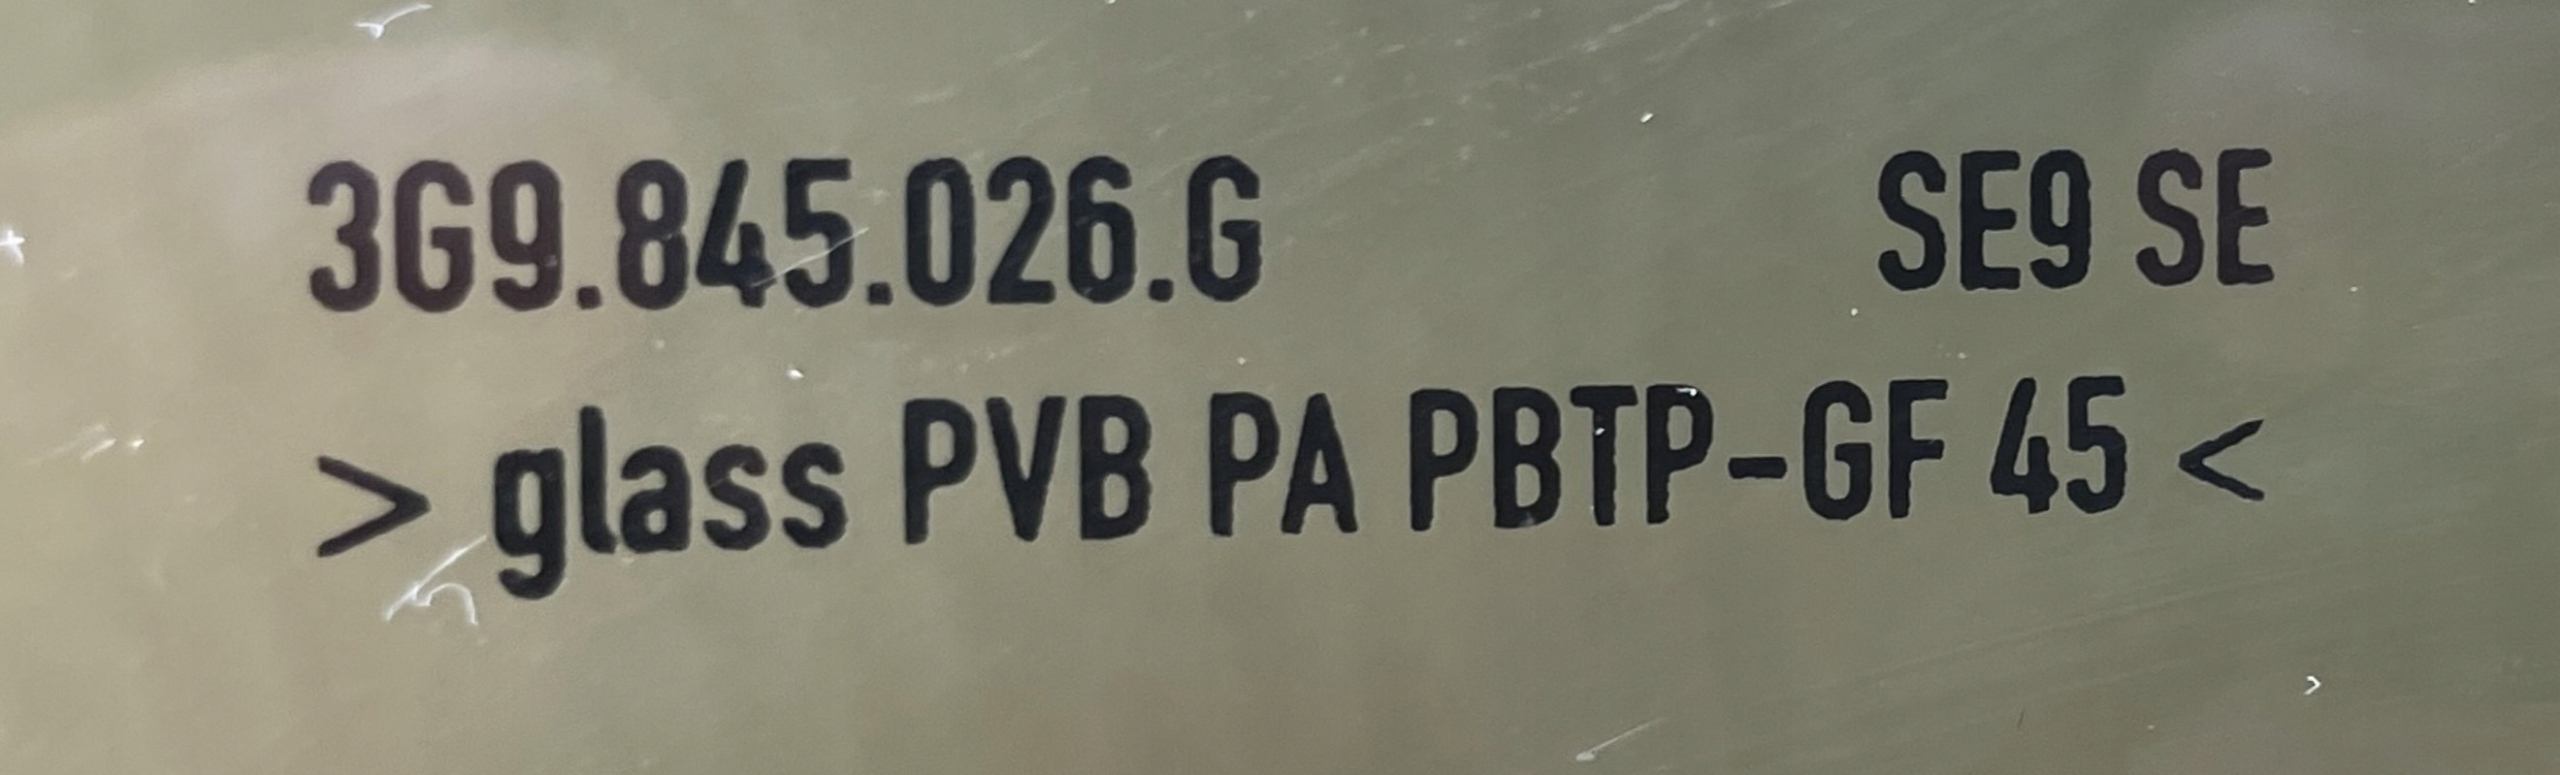 3G9.845.026.G SE9 SE
> glass PVB PA PBTP-GF 45 <